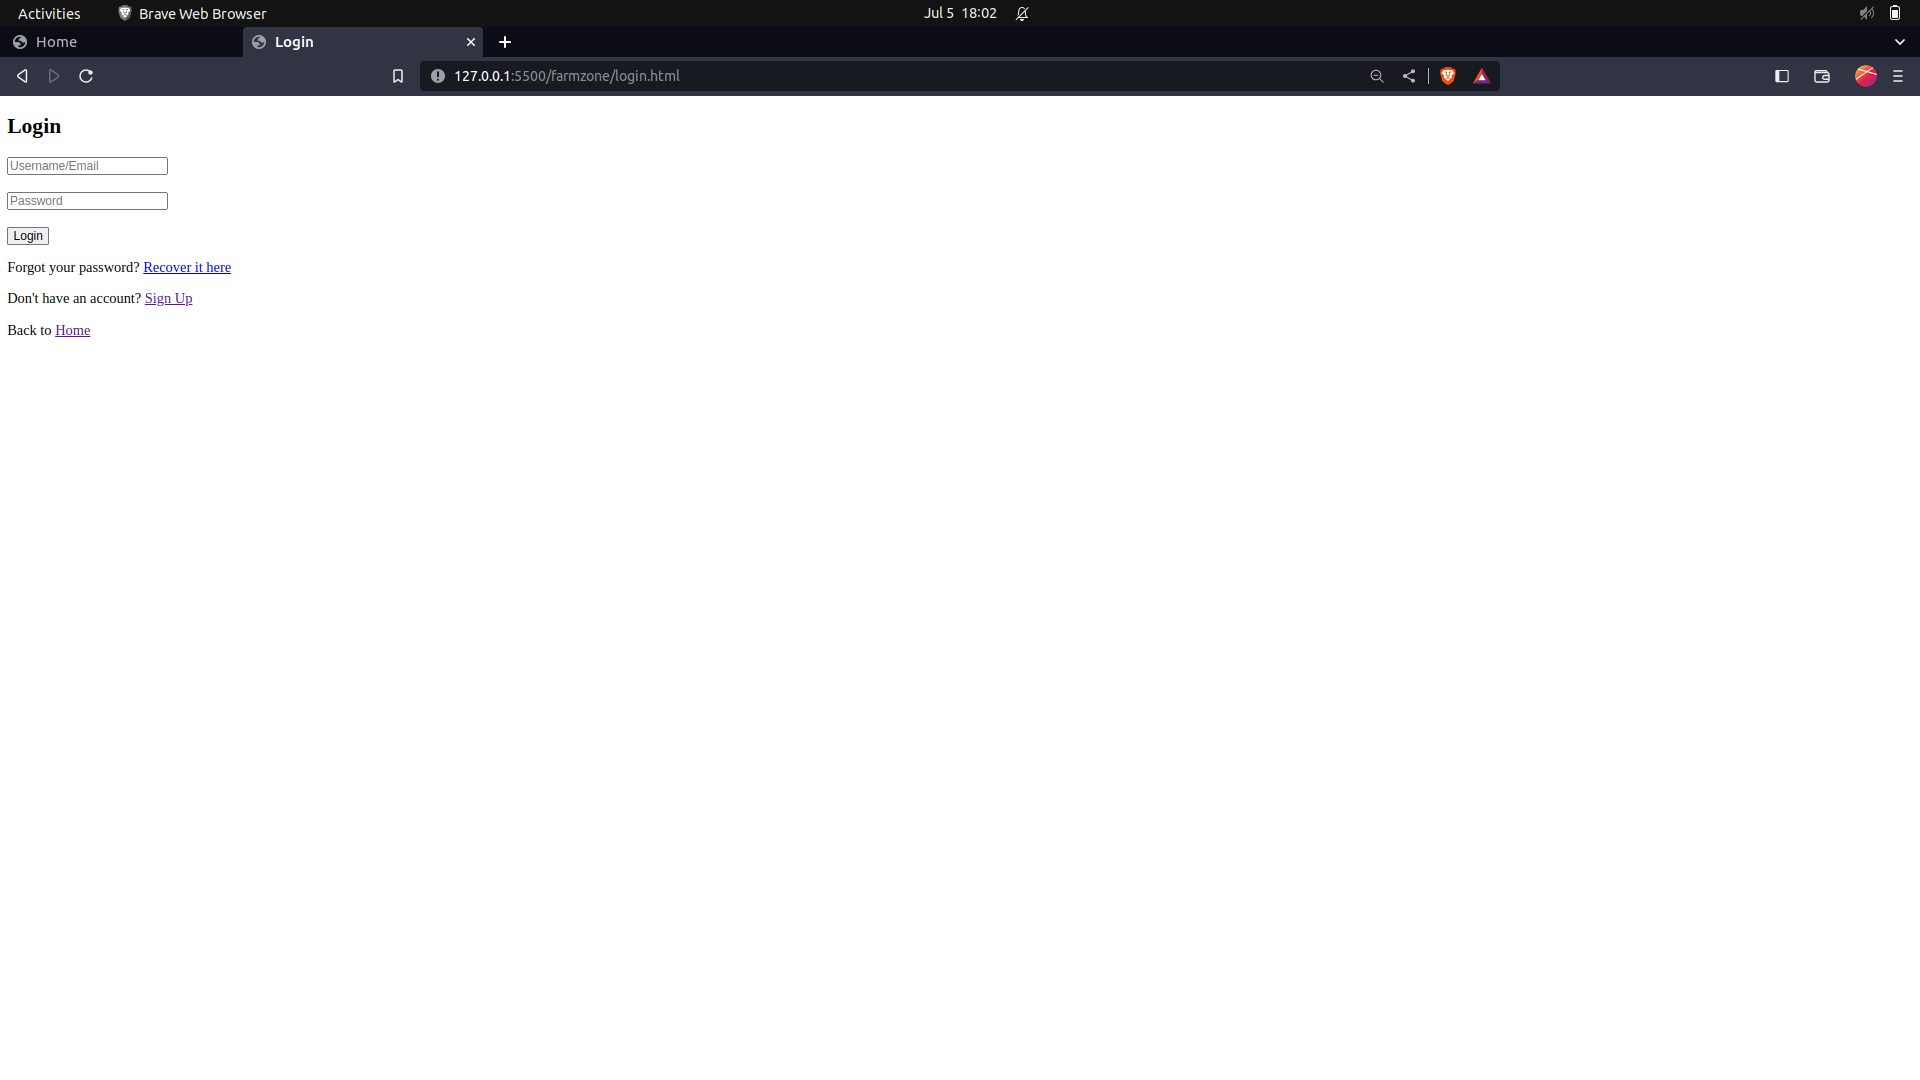 Activities
Brave Web Browser
Jul 5 18:02
Home
Login
127.0.0.1:5500/farmzone/login.html
Login
Username/Email
Password
Login
Forgot your password? Recover it here
Don't have an account? Sign Up
Back to Home